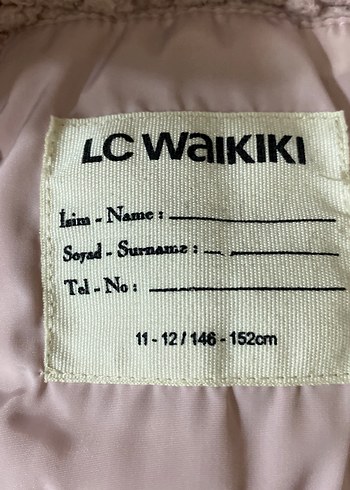 LC Waikiki
İsim - Name :
Soyad - Surname :
Tel - No :
11 - 12 / 146 - 152cm